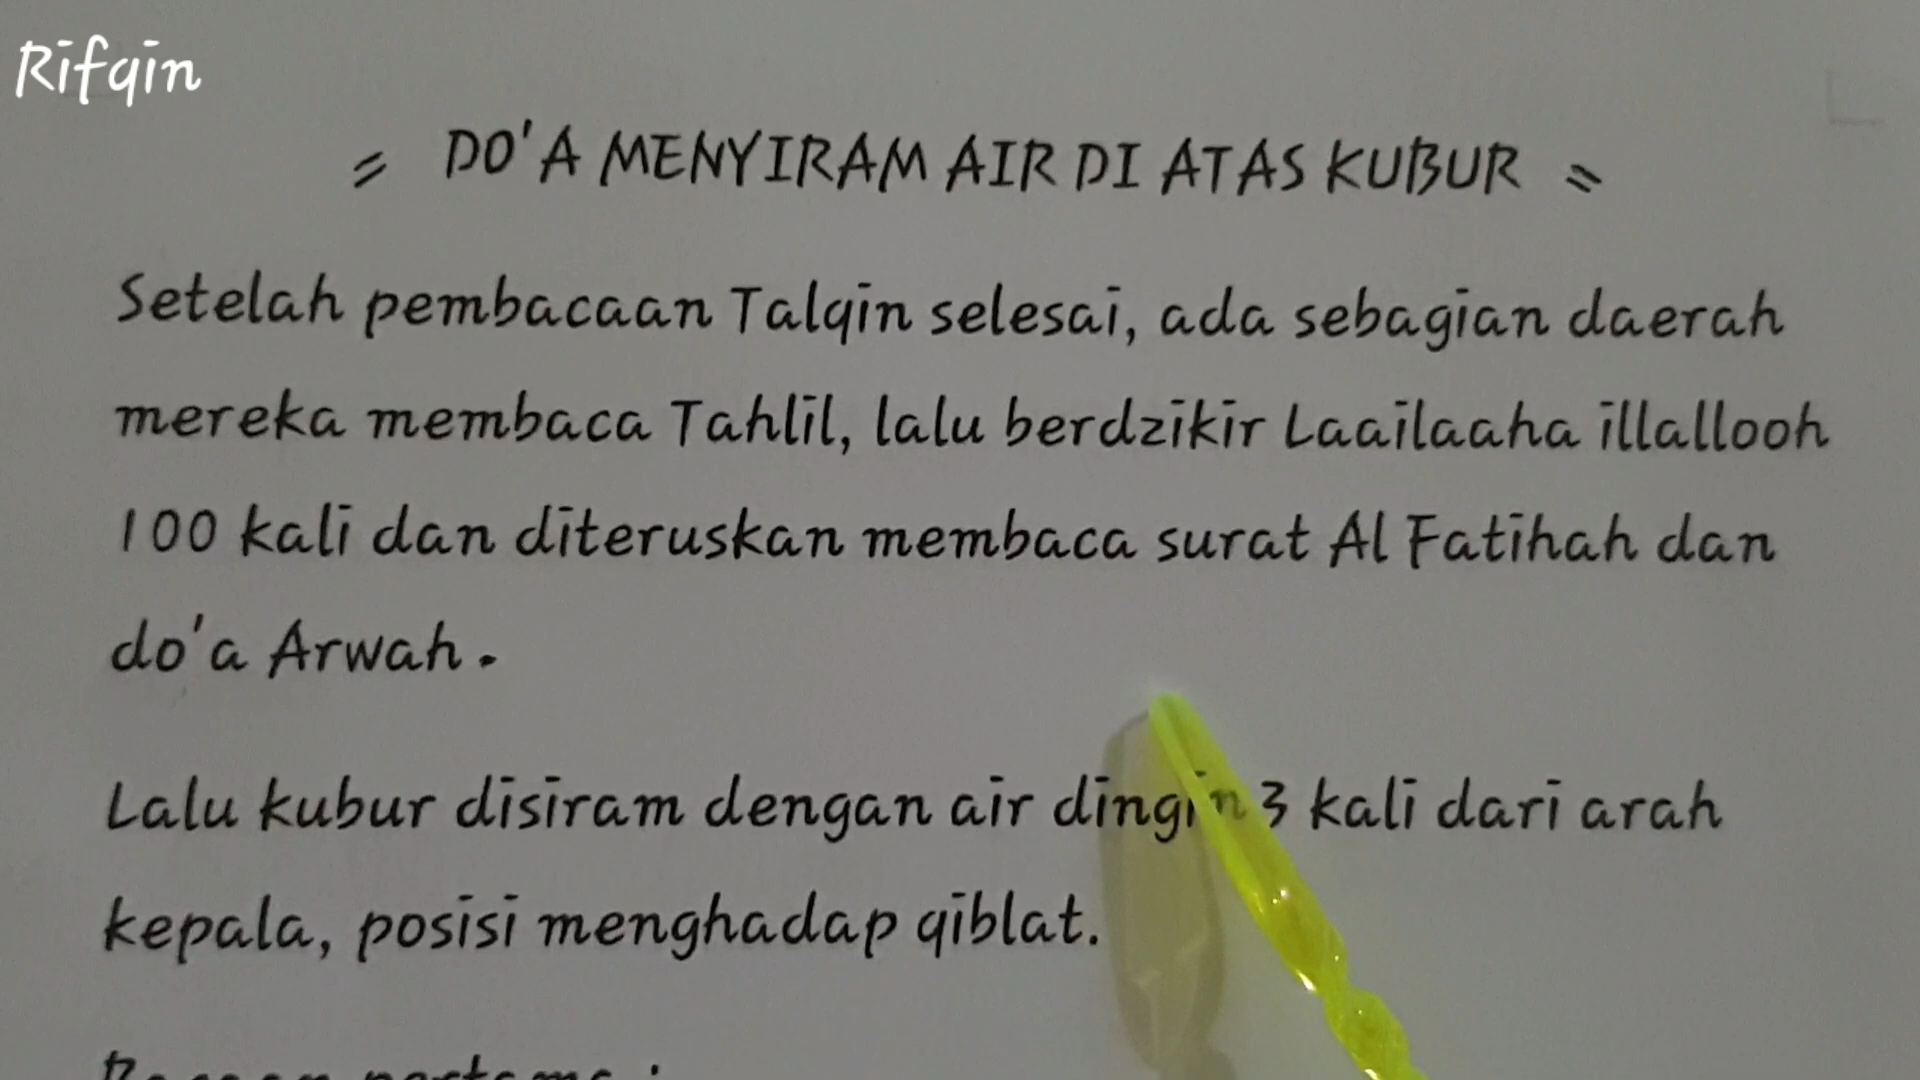 Rifqin
= DO'A MENYIRAM AIR DI ATAS KUBUR =
Setelah pembacaan Talqin selesai, ada sebagian daerah
mereka membaca Tahlil, lalu berdzikir Laailaaha illallooh
100 kali dan diteruskan membaca surat Al Fatihah dan
do'a Arwah.
Lalu kubur disiram dengan air dingin 3 kali dari arah
kepala, posisi menghadap qiblat.